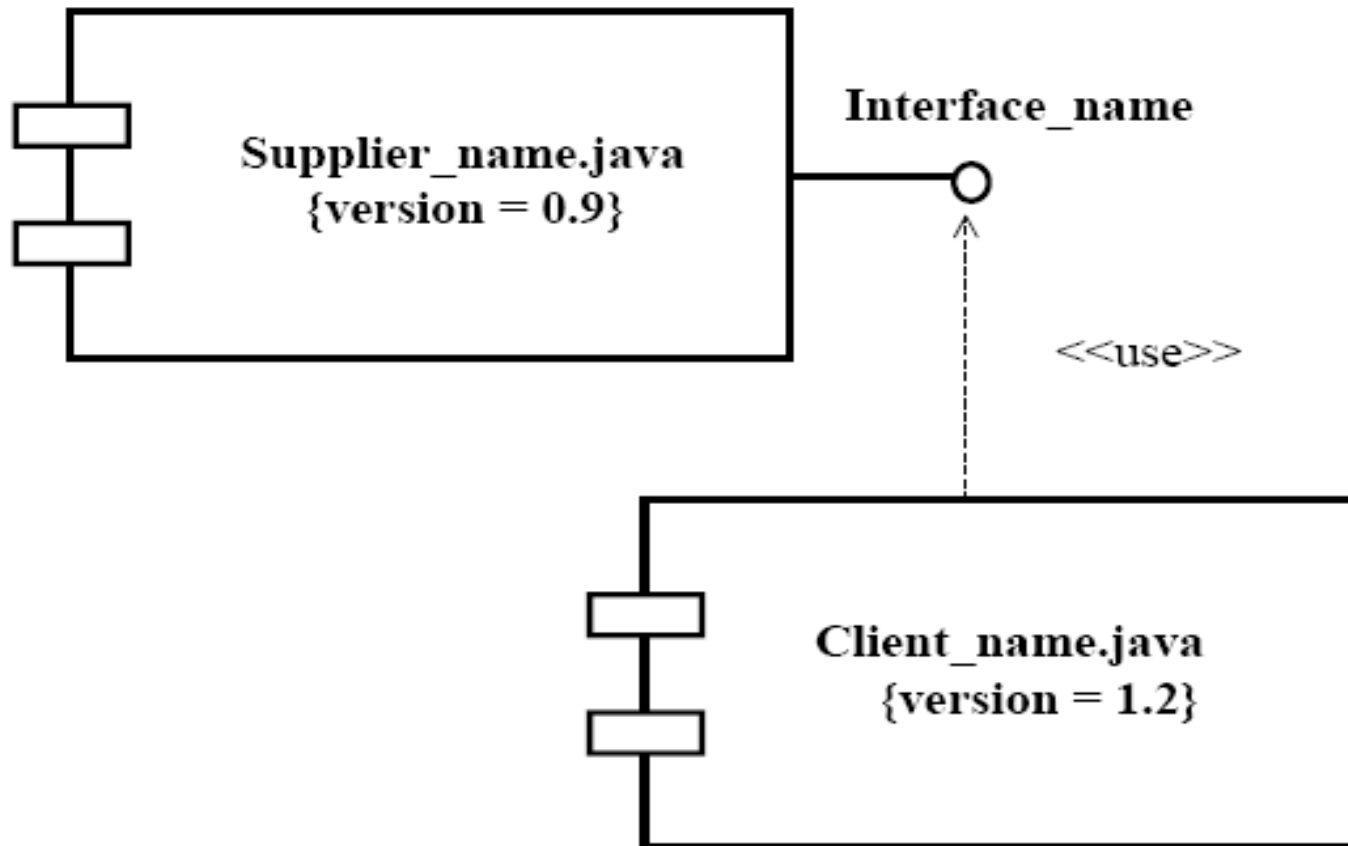 Interface_name
Supplier_name.java
{version = 0.9}
<<use>>
Client_name.java
{version = 1.2}